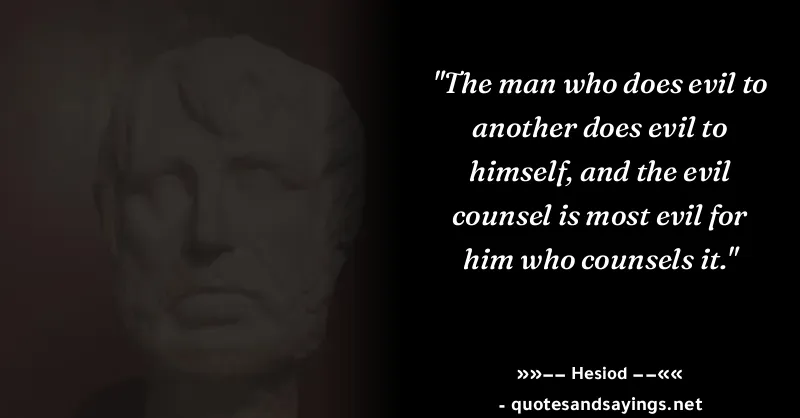 "The man who does evil to
another does evil to
himself, and the evil
counsel is most evil for
him who counsels it."
»»—— Hesiod ——««
- quotesandsayings.net